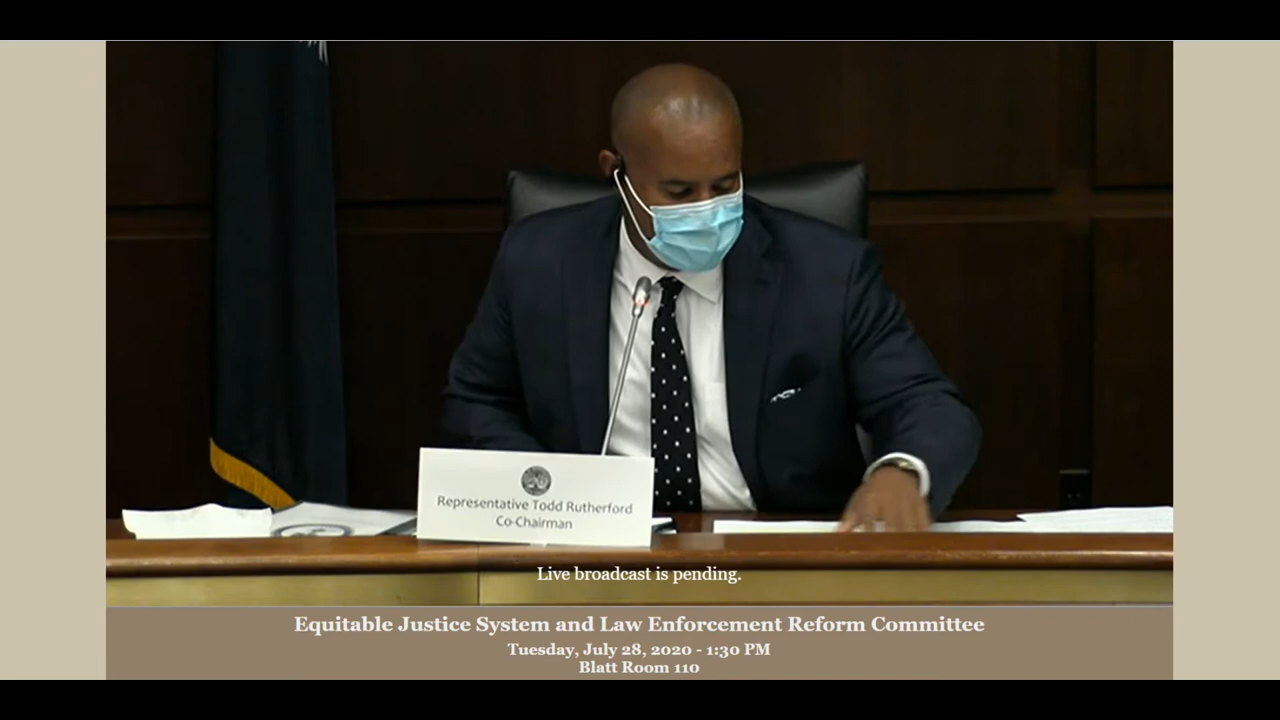 Representative Todd Rutherford
Co-Chairman
Live broadcast is pending.
Equitable Justice System and Law Enforcement Reform Committee
Tuesday, July 28, 2020 - 1:30 PM
Blatt Room 110